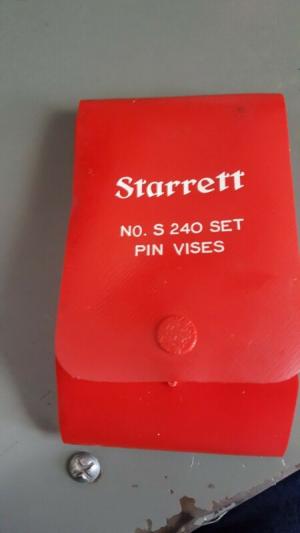 Starrett
NO. S 240 SET
PIN VISES